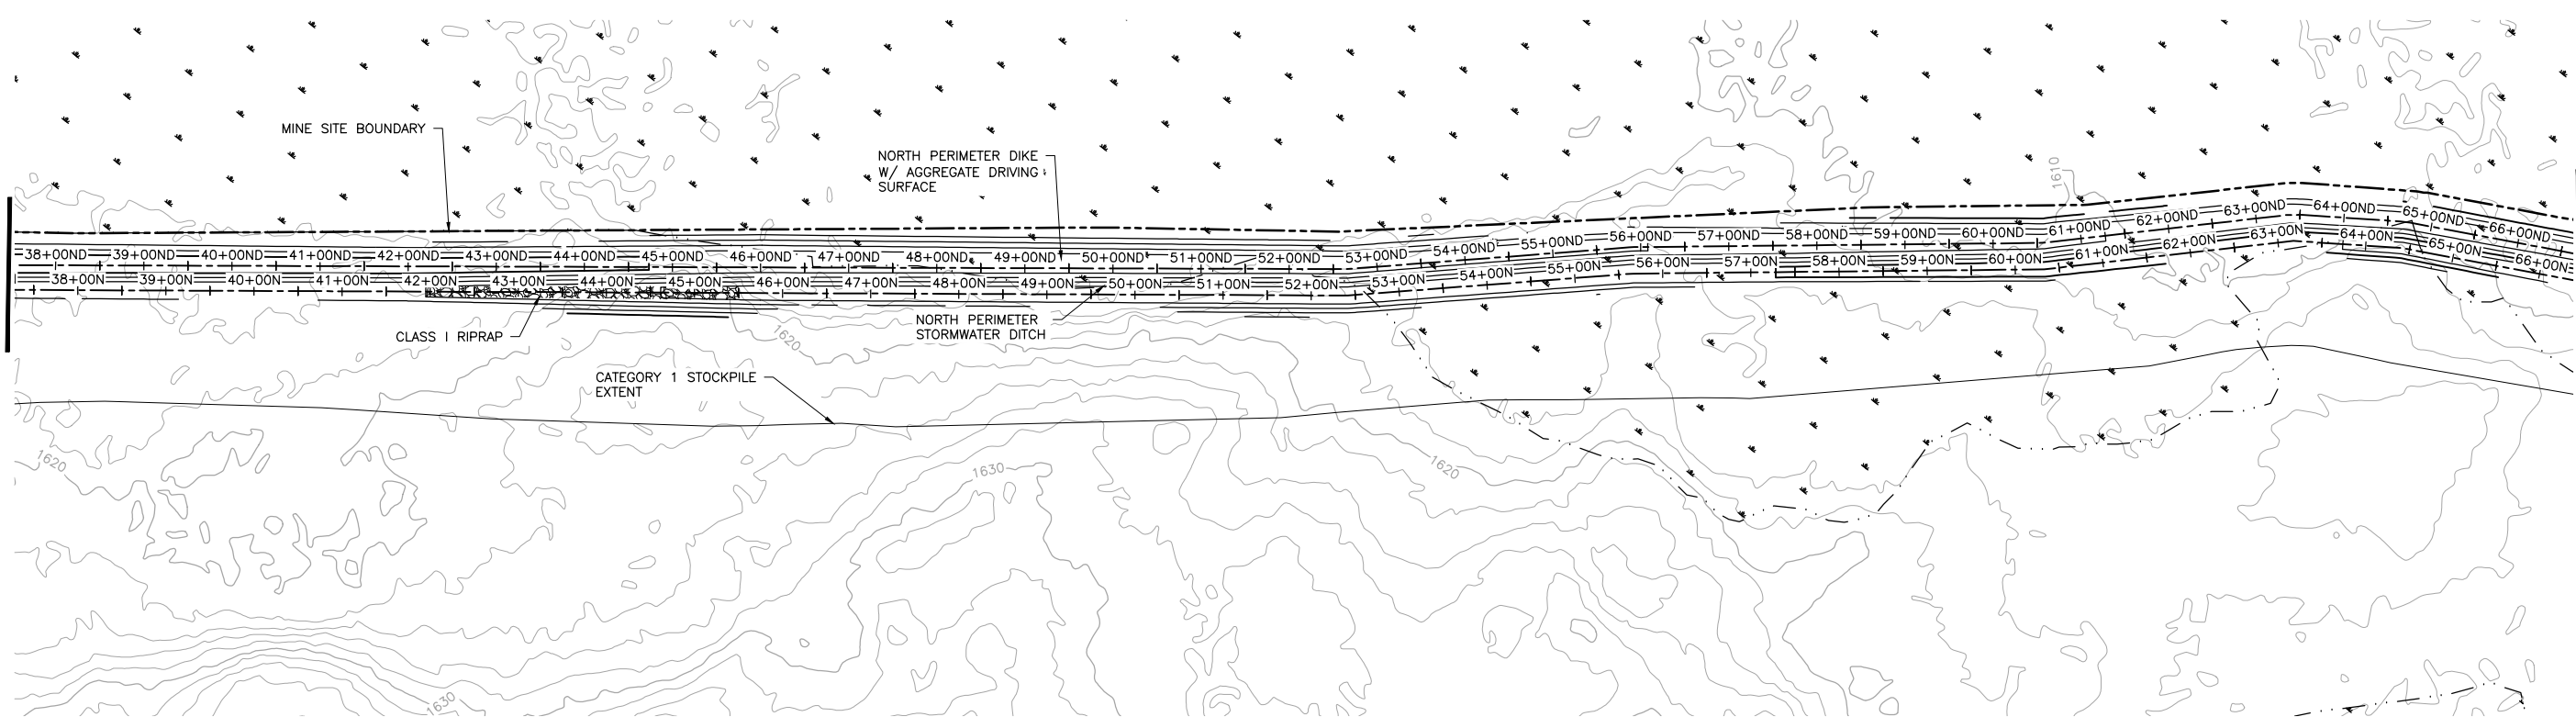 MINE SITE BOUNDARY
NORTH PERIMETER DIKE
W/ AGGREGATE DRIVING
SURFACE
1610
38+00ND 39+00ND 40+00ND 41+00ND 42+00ND 43+00ND 44+00ND 45+00ND 46+00ND 47+00ND 48+00ND 49+00ND 50+00ND 51+00ND 52+00ND 53+00ND 54+00ND 55+00ND 56+00ND 57+00ND 58+00ND 59+00ND 60+00ND 61+00ND 62+00ND 63+00ND 64+00ND 65+00ND 66+00ND
38+00N 39+00N 40+00N 41+00N 42+00N 43+00N 44+00N 45+00N 46+00N 47+00N 48+00N 49+00N 50+00N 51+00N 52+00N 53+00N 54+00N 55+00N 56+00N 57+00N 58+00N 59+00N 60+00N 61+00N 62+00N 63+00N 64+00N 65+00N 66+00N
CLASS I RIPRAP
NORTH PERIMETER
STORMWATER DITCH
1620
CATEGORY 1 STOCKPILE
EXTENT
1620
1630
1620
1630